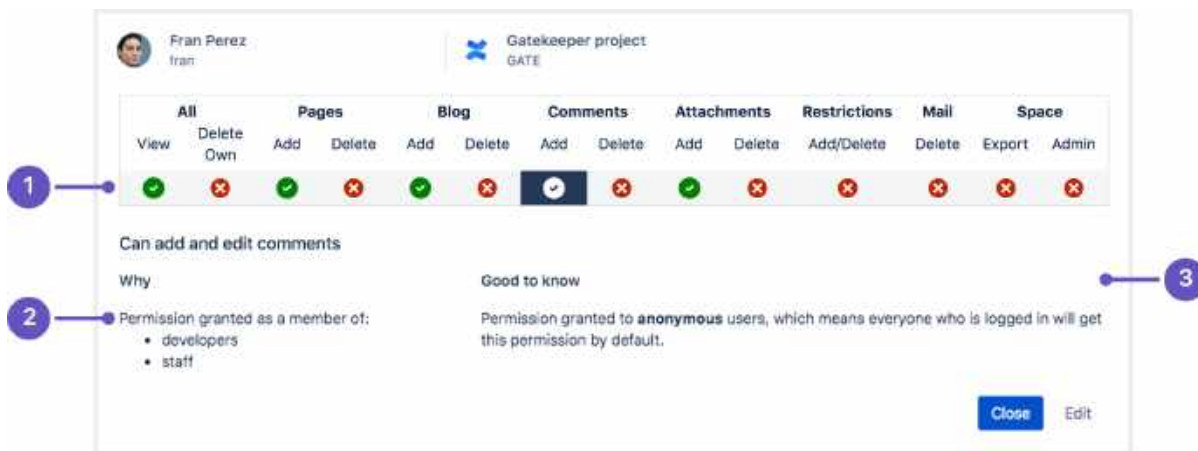 Fran Perez
fran
Gatekeeper project
GATE
All Pages Blog Comments Attachments Restrictions Mail Space
View Delete Own Add Delete Add Delete Add Delete Add Delete Add/Delete Delete Export Admin
1
Can add and edit comments
Why
Good to know
3
2
Permission granted as a member of:
• developers
• staff
Permission granted to anonymous users, which means everyone who is logged in will get
this permission by default.
Close Edit